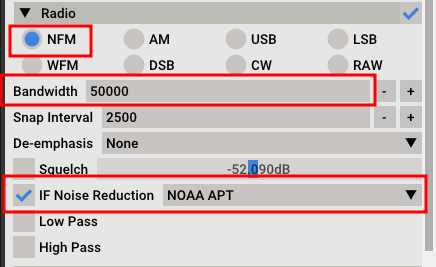 Radio
NFM AM USB LSB
WFM DSB CW RAW
Bandwidth 50000 - +
Snap Interval 2500 - +
De-emphasis None
Squelch -52.090dB
IF Noise Reduction NOAA APT
Low Pass
High Pass